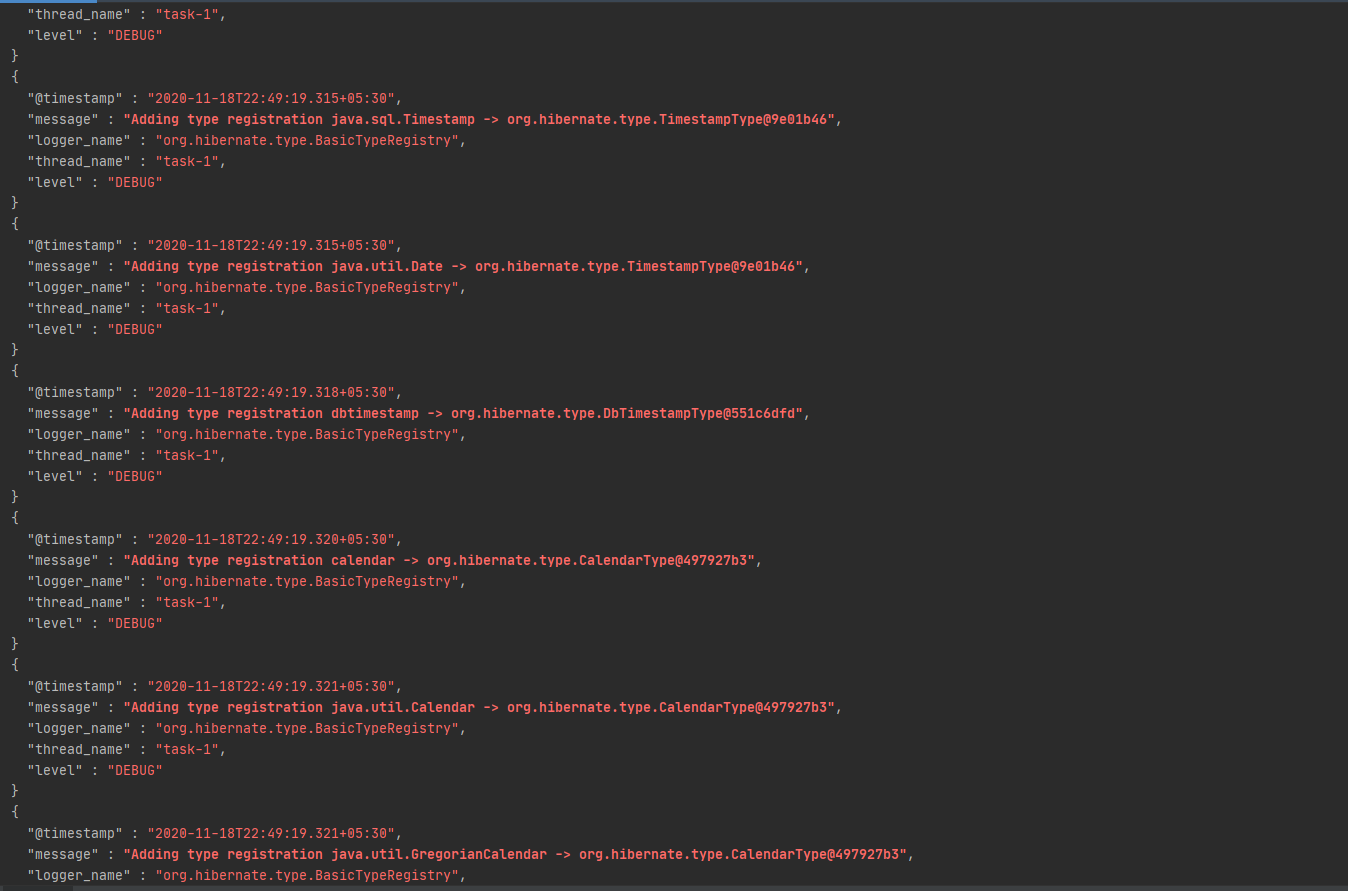 "thread_name" : "task-1",
"level" : "DEBUG"
}
{
"@timestamp" : "2020-11-18T22:49:19.315+05:30",
"message" : "Adding type registration java.sql.Timestamp -> org.hibernate.type.TimestampType@9e01b46",
"logger_name" : "org.hibernate.type.BasicTypeRegistry",
"thread_name" : "task-1",
"level" : "DEBUG"
}
{
"@timestamp" : "2020-11-18T22:49:19.315+05:30",
"message" : "Adding type registration java.util.Date -> org.hibernate.type.TimestampType@9e01b46",
"logger_name" : "org.hibernate.type.BasicTypeRegistry",
"thread_name" : "task-1",
"level" : "DEBUG"
}
{
"@timestamp" : "2020-11-18T22:49:19.318+05:30",
"message" : "Adding type registration dbtimestamp -> org.hibernate.type.DbTimestampType@551c6dfd",
"logger_name" : "org.hibernate.type.BasicTypeRegistry",
"thread_name" : "task-1",
"level" : "DEBUG"
}
{
"@timestamp" : "2020-11-18T22:49:19.320+05:30",
"message" : "Adding type registration calendar -> org.hibernate.type.CalendarType@497927b3",
"logger_name" : "org.hibernate.type.BasicTypeRegistry",
"thread_name" : "task-1",
"level" : "DEBUG"
}
{
"@timestamp" : "2020-11-18T22:49:19.321+05:30",
"message" : "Adding type registration java.util.Calendar -> org.hibernate.type.CalendarType@497927b3",
"logger_name" : "org.hibernate.type.BasicTypeRegistry",
"thread_name" : "task-1",
"level" : "DEBUG"
}
{
"@timestamp" : "2020-11-18T22:49:19.321+05:30",
"message" : "Adding type registration java.util.GregorianCalendar -> org.hibernate.type.CalendarType@497927b3",
"logger_name" : "org.hibernate.type.BasicTypeRegistry",